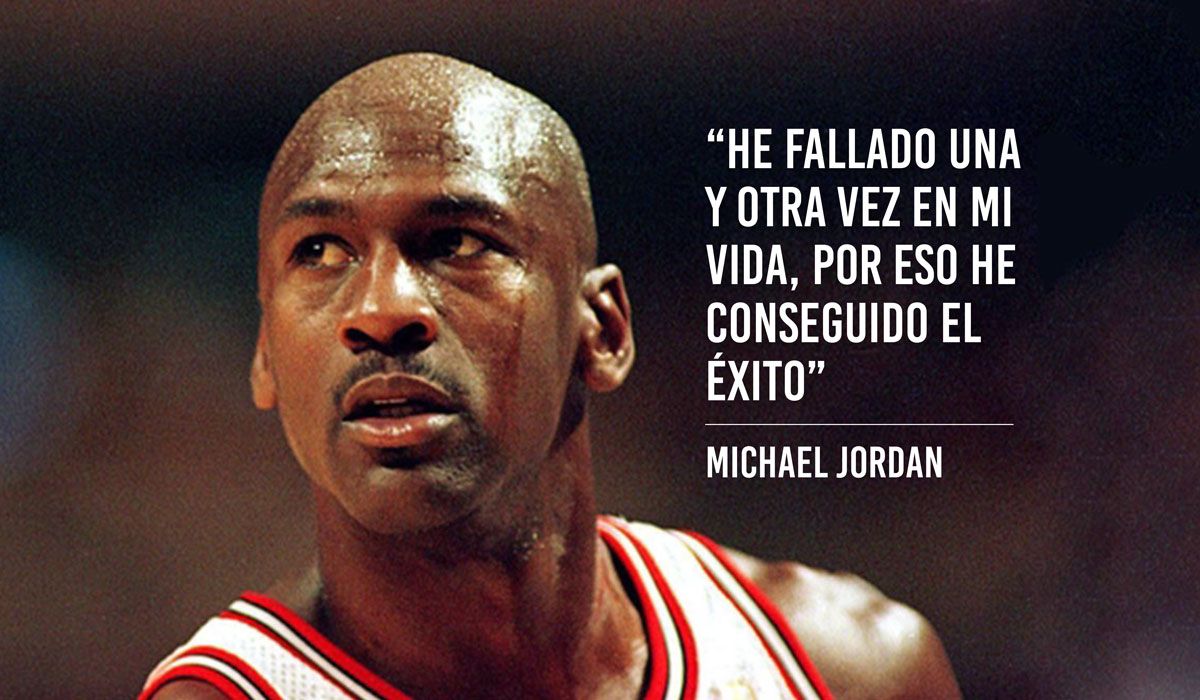 “HE FALLADO UNA
Y OTRA VEZ EN MI
VIDA, POR ESO HE
CONSEGUIDO EL
ÉXITO”
MICHAEL JORDAN